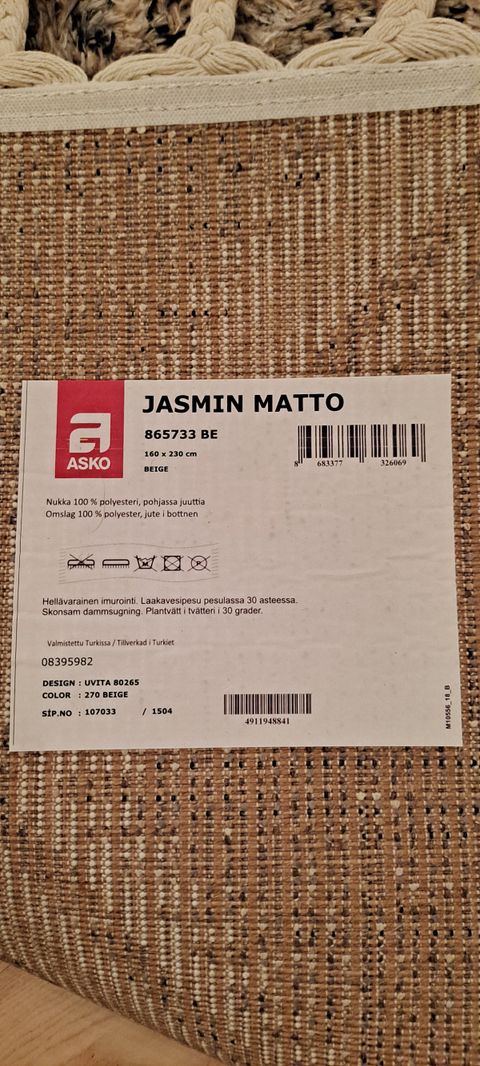 ASKO
JASMIN MATTO
865733 BE
160 x 230 cm
BEIGE
8 683377 326069
Nukka 100 % polyesteri, pohjassa juuttia
Omslag 100 % polyester, jute i bottnen
Hellävarainen imurointi. Laakavesipesu pesulassa 30 asteessa.
Skonsam dammsugning. Plantvätt i tvätteri i 30 grader.
Valmistettu Turkissa / Tillverkad i Turkiet
08395982
DESIGN : UVITA 80265
COLOR : 270 BEIGE
SİP.NO : 107033 / 1504
4911948841
M10556_18_B